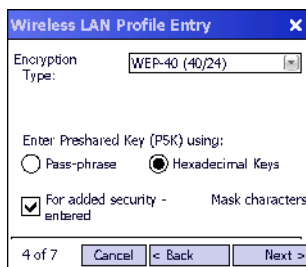 Wireless LAN Profile Entry X
Encryption Type: WEP-40 (40/24)
Enter Preshared Key (PSK) using:
Pass-phrase Hexadecimal Keys
For added security - Mask characters
entered
4 of 7 Cancel < Back Next >